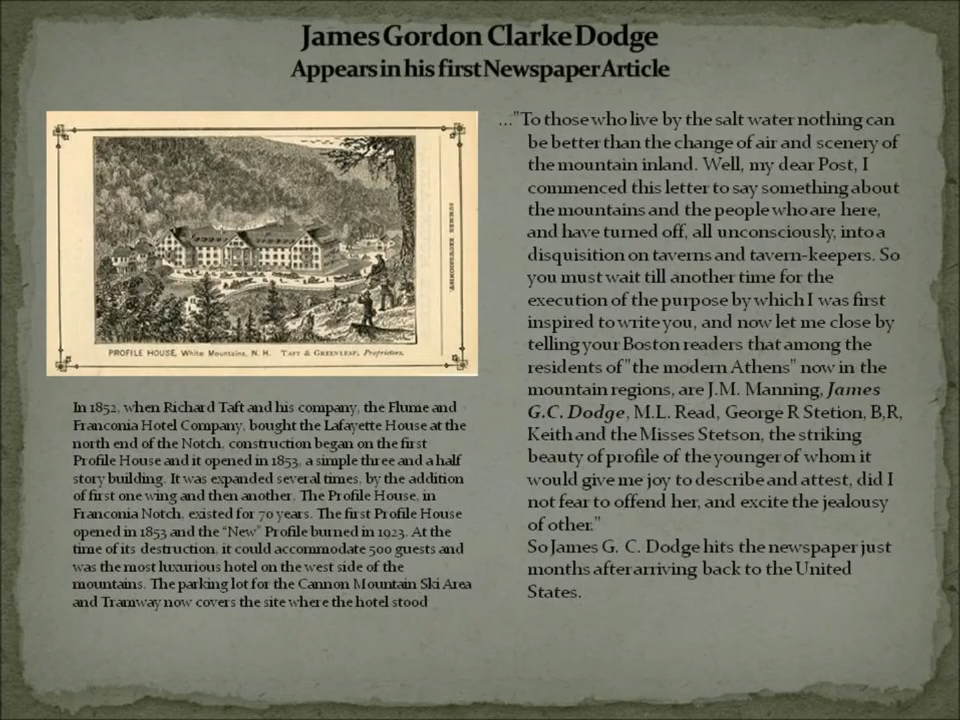 James Gordon Clarke Dodge
Appears in his first Newspaper Article
PROFILE HOUSE, White Mountains, N. H. TAFT & GREENLEAF, Proprietors.
In 1852, when Richard Taft and his company, the Flume and
Franconia Hotel Company, bought the Lafayette House at the
north end of the Notch, construction began on the first
Profile House and it opened in 1853, a simple three and a half
story building. It was expanded several times, by the addition
of first one wing and then another. The Profile House, in
Franconia Notch, existed for 70 years. The first Profile House
opened in 1853 and the “New” Profile burned in 1923. At the
time of its destruction, it could accommodate 500 guests and
was the most luxurious hotel on the west side of the
mountains. The parking lot for the Cannon Mountain Ski Area
and Tramway now covers the site where the hotel stood
..."To those who live by the salt water nothing can
be better than the change of air and scenery of
the mountain inland. Well, my dear Post, I
commenced this letter to say something about
the mountains and the people who are here,
and have turned off, all unconsciously, into a
disquisition on taverns and tavern-keepers. So
you must wait till another time for the
execution of the purpose by which I was first
inspired to write you, and now let me close by
telling your Boston readers that among the
residents of "the modern Athens" now in the
mountain regions, are J.M. Manning, James
G.C. Dodge, M.L. Read, George R Stetion, B,R,
Keith and the Misses Stetson, the striking
beauty of profile of the younger of whom it
would give me joy to describe and attest, did I
not fear to offend her, and excite the jealousy
of other."
So James G. C. Dodge hits the newspaper just
months after arriving back to the United
States.